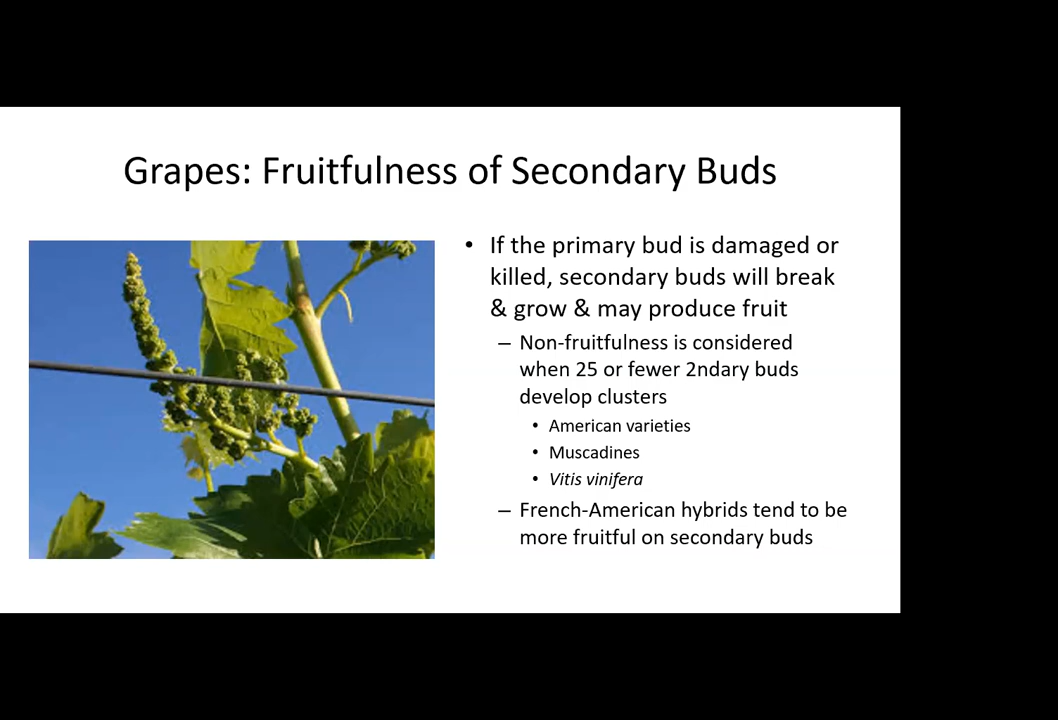 Grapes: Fruitfulness of Secondary Buds
• If the primary bud is damaged or
killed, secondary buds will break
& grow & may produce fruit
– Non-fruitfulness is considered
when 25 or fewer 2ndary buds
develop clusters
• American varieties
• Muscadines
• Vitis vinifera
– French-American hybrids tend to be
more fruitful on secondary buds